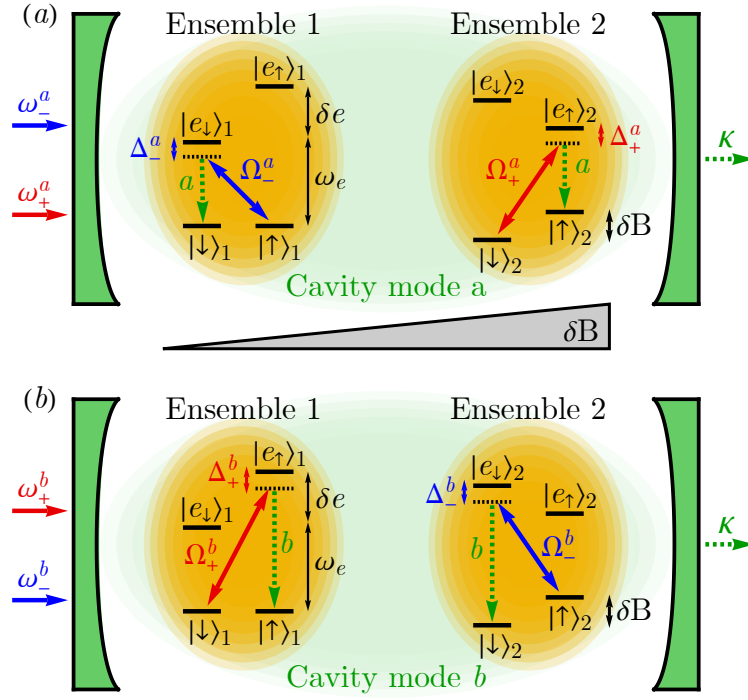 (a) Ensemble 1 Ensemble 2
|e↑⟩₁
|e↓⟩₂
ω₋ᵃ |e↓⟩₁ δe |e↑⟩₂
Δ₋ᵃ Δ₊ᵃ
κ
a Ω₋ᵃ ωₑ Ω₊ᵃ a
ω₊ᵃ
|↓⟩₁ |↑⟩₁ |↓⟩₂ |↑⟩₂ δB
Cavity mode a
δB
(b) Ensemble 1 Ensemble 2
|e↑⟩₁
Δ₊ᵇ |e↓⟩₂
ω₊ᵇ |e↓⟩₁ δe Δ₋ᵇ |e↑⟩₂
κ
Ω₊ᵇ b ωₑ b Ω₋ᵇ
ω₋ᵇ
|↓⟩₁ |↑⟩₁ |↓⟩₂ |↑⟩₂ δB
Cavity mode b